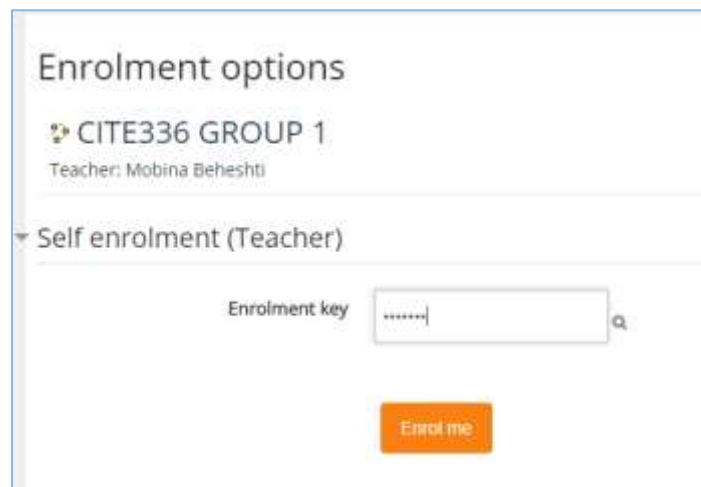 Enrolment options
CITE336 GROUP 1
Teacher: Mobina Beheshti
Self enrolment (Teacher)
Enrolment key
•••••••
Enrol me